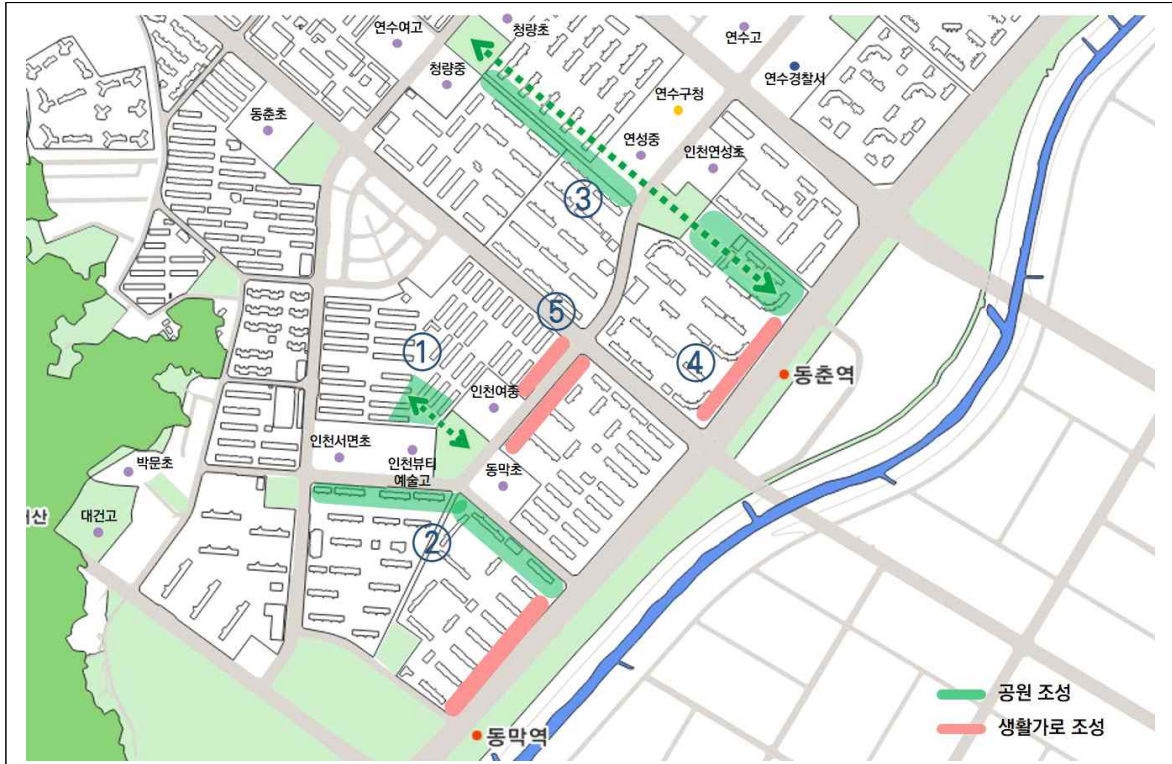 연수여고
청량초
연수고
청량중
연수경찰서
연수구청
동춘초
연성중
인천연성초
③
⑤
①
④
동춘역
인천여중
인천서면초
인천뷰티
예술고
동막초
박문초
대건고
②
공원 조성
생활가로 조성
동막역